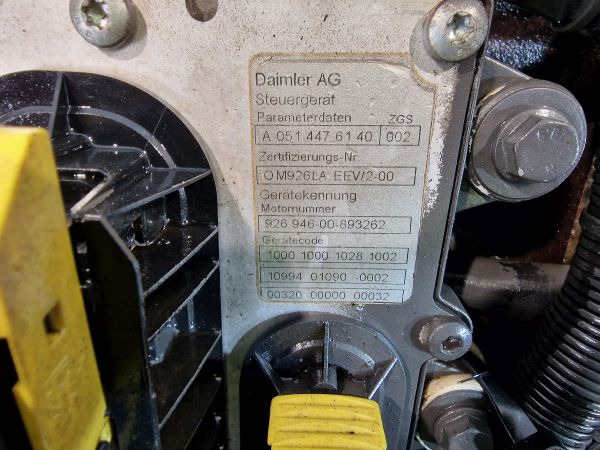 Daimler AG
Steuergerät
Parameterdaten ZGS
A 051 447 61 40 002
Zertifizierungs-Nr.
OM926LA EEV/2-00
Gerätekennung
Motornummer
926 946-00-893262
Gerätecode
1000 1000 1028 1002
10994 01090 -0002
00320 00000 00032